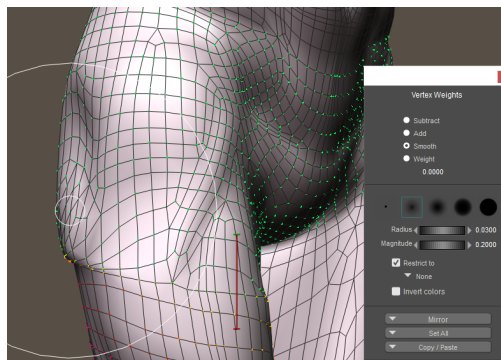 Vertex Weights
Subtract
Add
Smooth
Weight
0.0000
Radius 0.0300
Magnitude 0.2000
Restrict to
None
Invert colors
Mirror
Set All
Copy / Paste